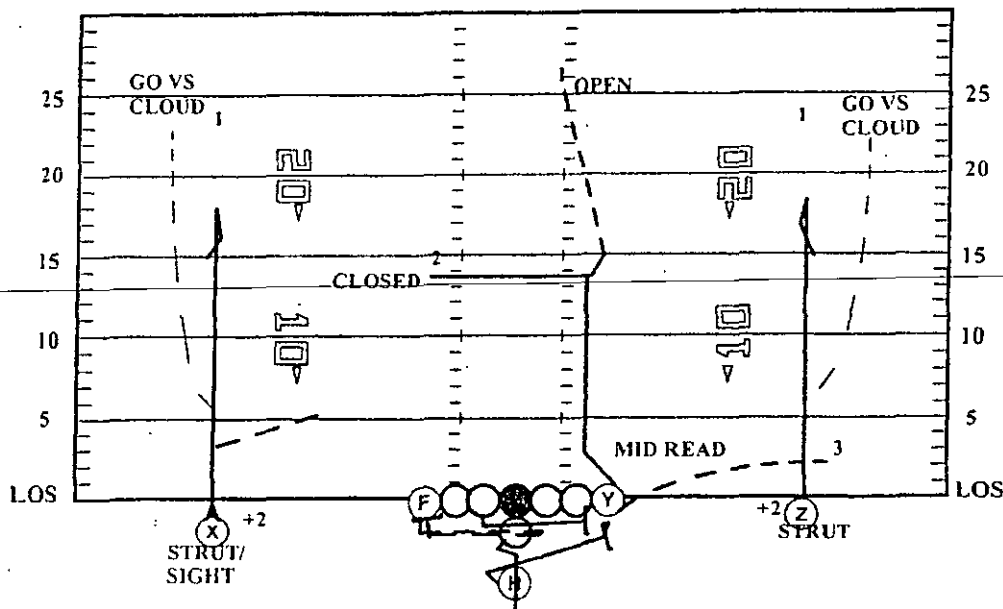 GO VS
CLOUD
1
1
OPEN
1
GO VS
CLOUD
25
25
20
20
20
20
2
15
15
CLOSED
10
10
10
10
5
5
MID READ
3
LOS
LOS
F
Y
X
+2
+2
Z
STRUT/
SIGHT
STRUT
H